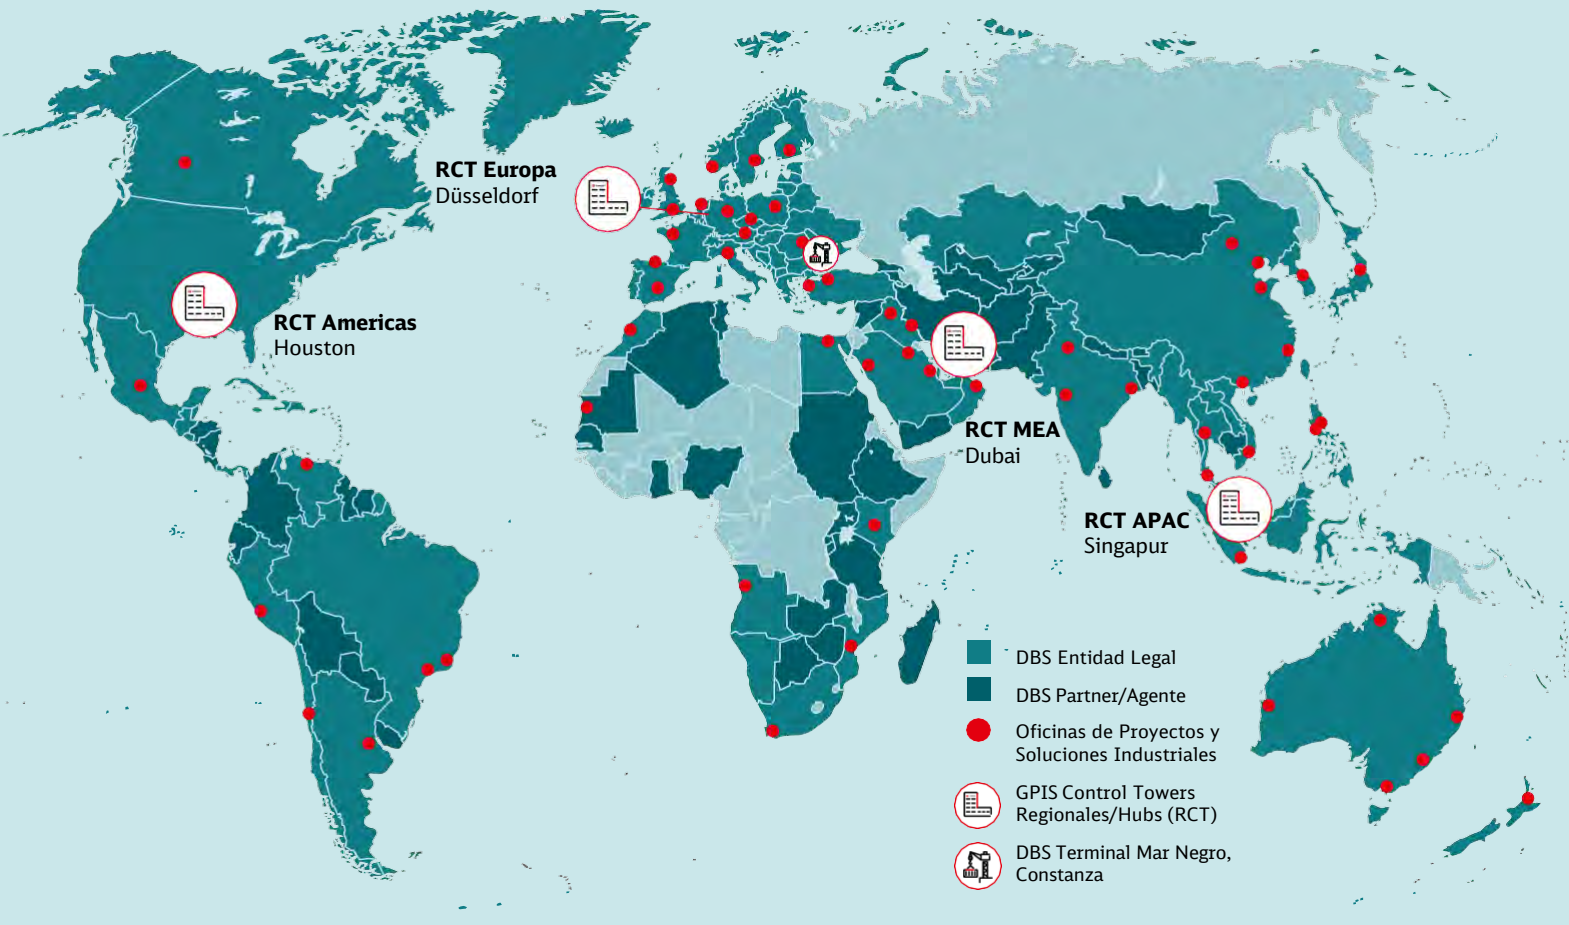 RCT Europa
Düsseldorf
RCT Americas
Houston
RCT MEA
Dubai
RCT APAC
Singapur
DBS Entidad Legal
DBS Partner/Agente
Oficinas de Proyectos y
Soluciones Industriales
GPIS Control Towers
Regionales/Hubs (RCT)
DBS Terminal Mar Negro,
Constanza